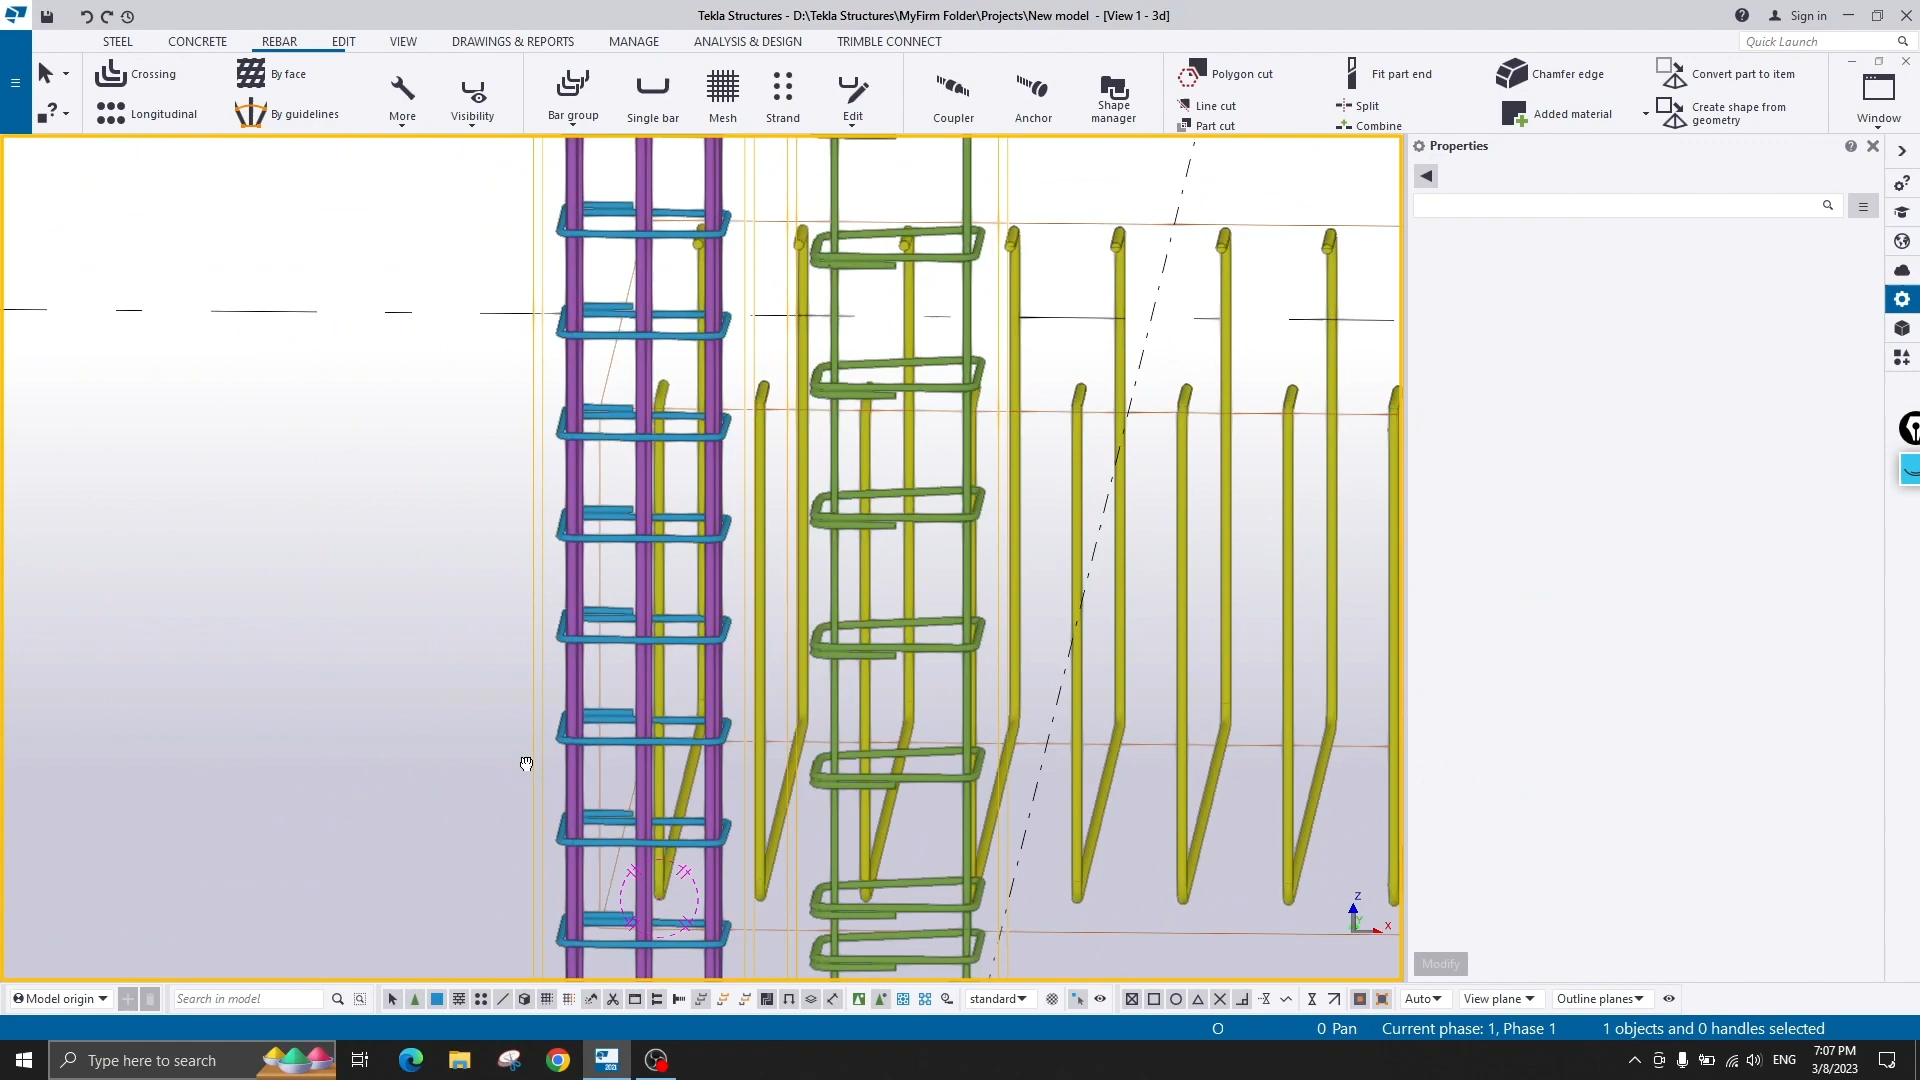 Tekla Structures - D:\Tekla Structures\MyFirm Folder\Projects\New model - [View 1 - 3d]
Sign in
STEEL CONCRETE REBAR EDIT VIEW DRAWINGS & REPORTS MANAGE ANALYSIS & DESIGN TRIMBLE CONNECT
Quick Launch
Crossing
By face
Longitudinal
By guidelines
More
Visibility
Bar group
Single bar
Mesh
Strand
Edit
Coupler
Anchor
Shape
manager
Polygon cut
Line cut
Part cut
Fit part end
Split
Combine
Chamfer edge
Added material
Convert part to item
Create shape from
geometry
Window
Properties
Modify
Z
Y
X
Model origin
Search in model
standard
Auto
View plane
Outline planes
O
0 Pan
Current phase: 1, Phase 1
1 objects and 0 handles selected
Type here to search
2021
ENG
7:07 PM
3/8/2023